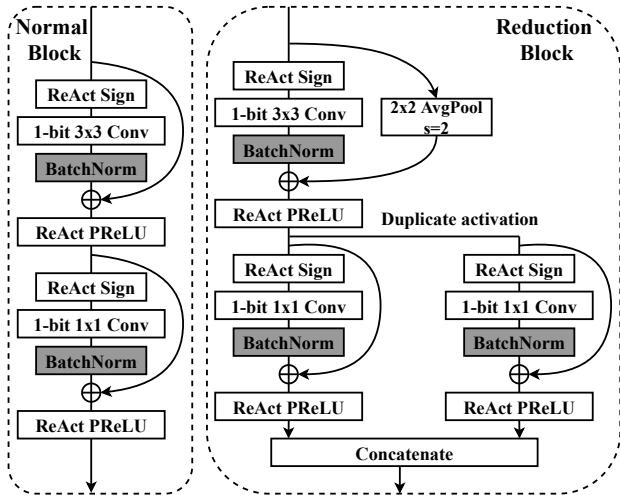 Normal
Block
ReAct Sign
1-bit 3x3 Conv
BatchNorm
ReAct PReLU
ReAct Sign
1-bit 1x1 Conv
BatchNorm
ReAct PReLU
Reduction
Block
ReAct Sign
1-bit 3x3 Conv
BatchNorm
2x2 AvgPool
s=2
ReAct PReLU
Duplicate activation
ReAct Sign
1-bit 1x1 Conv
BatchNorm
ReAct PReLU
ReAct Sign
1-bit 1x1 Conv
BatchNorm
ReAct PReLU
Concatenate